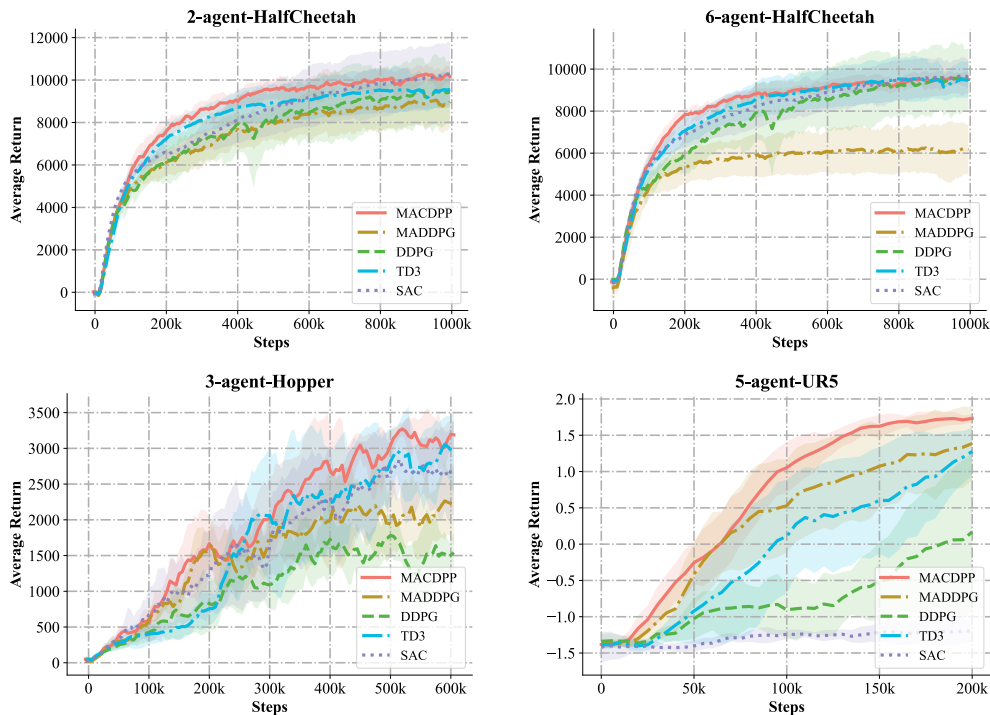 2-agent-HalfCheetah
12000
10000
8000
6000
4000
2000
0
Average Return
0
200k
400k
600k
800k
1000k
Steps
MACDPP
MADDPG
DDPG
TD3
SAC
6-agent-HalfCheetah
10000
8000
6000
4000
2000
0
Average Return
0
200k
400k
600k
800k
1000k
Steps
MACDPP
MADDPG
DDPG
TD3
SAC
3-agent-Hopper
3500
3000
2500
2000
1500
1000
500
0
Average Return
0
100k
200k
300k
400k
500k
600k
Steps
MACDPP
MADDPG
DDPG
TD3
SAC
5-agent-UR5
2.0
1.5
1.0
0.5
0.0
−0.5
−1.0
−1.5
Average Return
0
50k
100k
150k
200k
Steps
MACDPP
MADDPG
DDPG
TD3
SAC